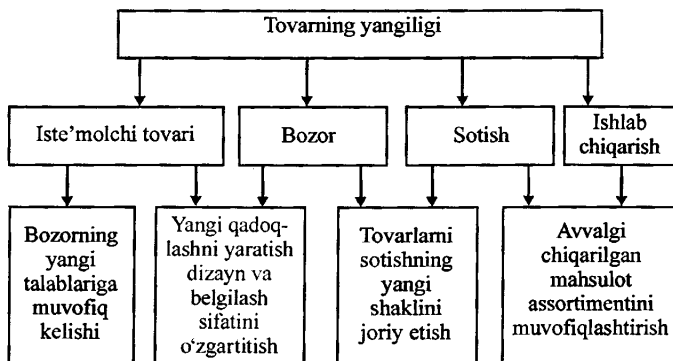 Tovarning yangiligi
Iste’molchi tovari
Bozor
Sotish
Ishlab
chiqarish
Bozorning
yangi
talablariga
muvofiq
kelishi
Yangi qadoq-
lashni yaratish
dizayn va
belgilash
sifatini
o‘zgartitish
Tovarlarni
sotishning
yangi
shaklini
joriy etish
Avvalgi
chiqarilgan
mahsulot
assortimentini
muvofiqlashtirish